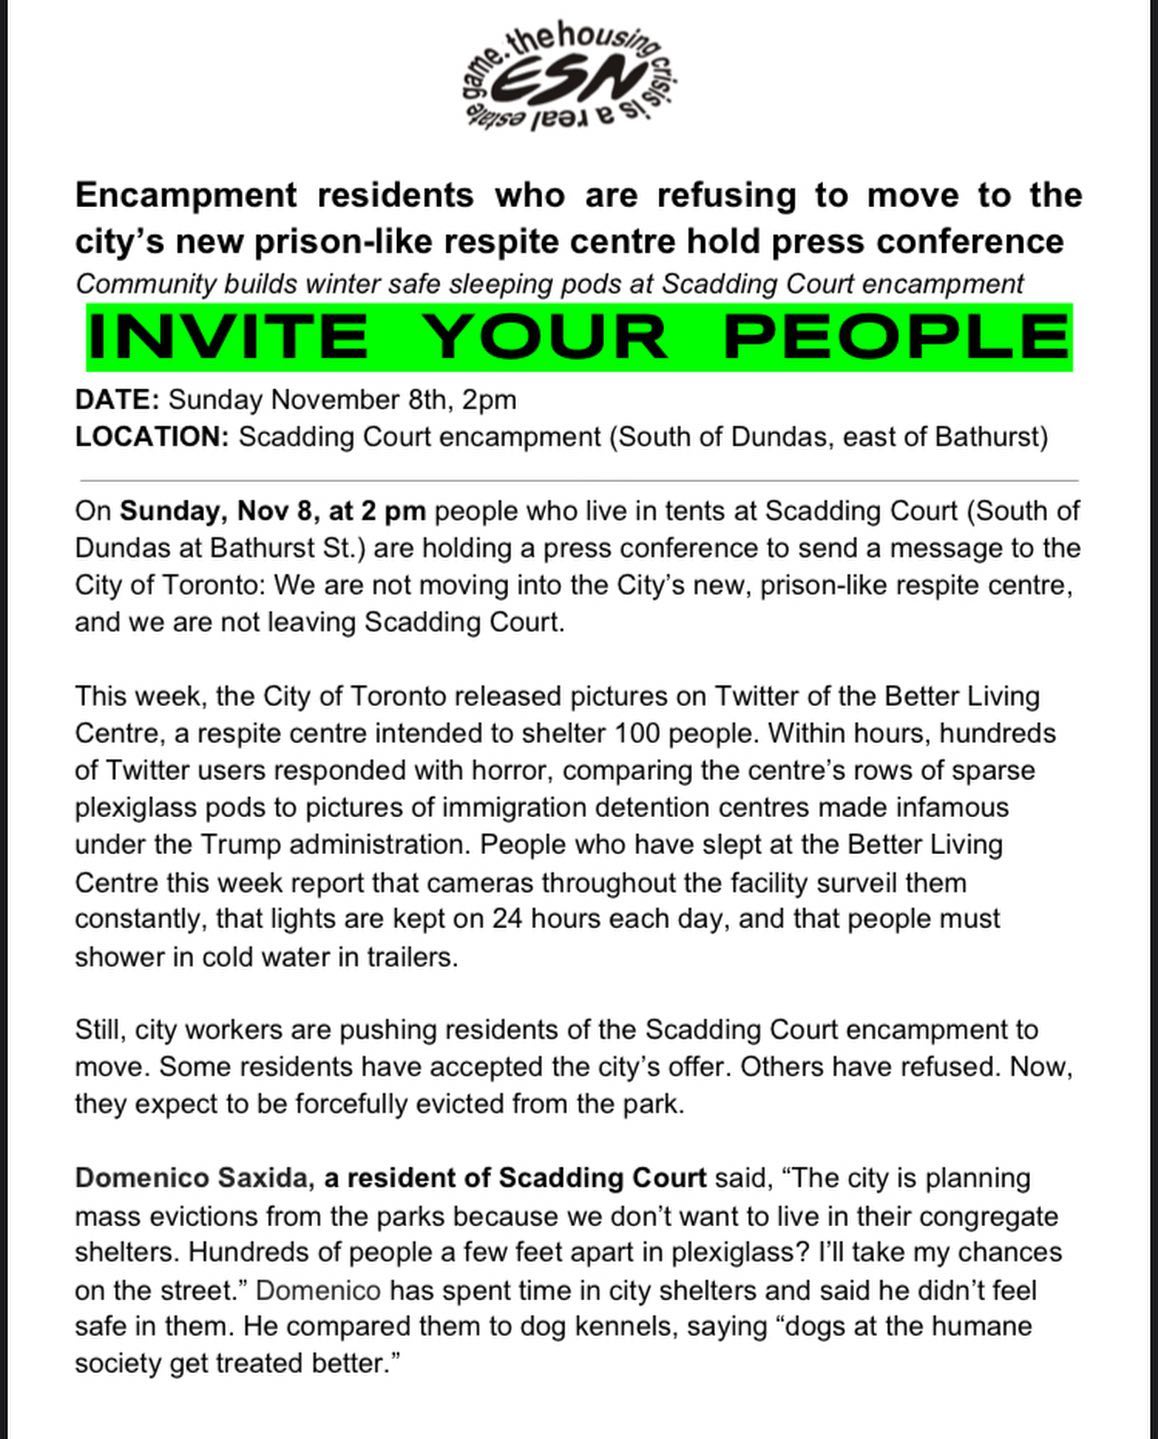 game. the housing crisis is a real estate
ESN
Encampment residents who are refusing to move to the
city’s new prison-like respite centre hold press conference
Community builds winter safe sleeping pods at Scadding Court encampment
INVITE YOUR PEOPLE
DATE: Sunday November 8th, 2pm
LOCATION: Scadding Court encampment (South of Dundas, east of Bathurst)
On Sunday, Nov 8, at 2 pm people who live in tents at Scadding Court (South of
Dundas at Bathurst St.) are holding a press conference to send a message to the
City of Toronto: We are not moving into the City’s new, prison-like respite centre,
and we are not leaving Scadding Court.
This week, the City of Toronto released pictures on Twitter of the Better Living
Centre, a respite centre intended to shelter 100 people. Within hours, hundreds
of Twitter users responded with horror, comparing the centre’s rows of sparse
plexiglass pods to pictures of immigration detention centres made infamous
under the Trump administration. People who have slept at the Better Living
Centre this week report that cameras throughout the facility surveil them
constantly, that lights are kept on 24 hours each day, and that people must
shower in cold water in trailers.
Still, city workers are pushing residents of the Scadding Court encampment to
move. Some residents have accepted the city’s offer. Others have refused. Now,
they expect to be forcefully evicted from the park.
Domenico Saxida, a resident of Scadding Court said, “The city is planning
mass evictions from the parks because we don’t want to live in their congregate
shelters. Hundreds of people a few feet apart in plexiglass? I’ll take my chances
on the street.” Domenico has spent time in city shelters and said he didn’t feel
safe in them. He compared them to dog kennels, saying “dogs at the humane
society get treated better.”